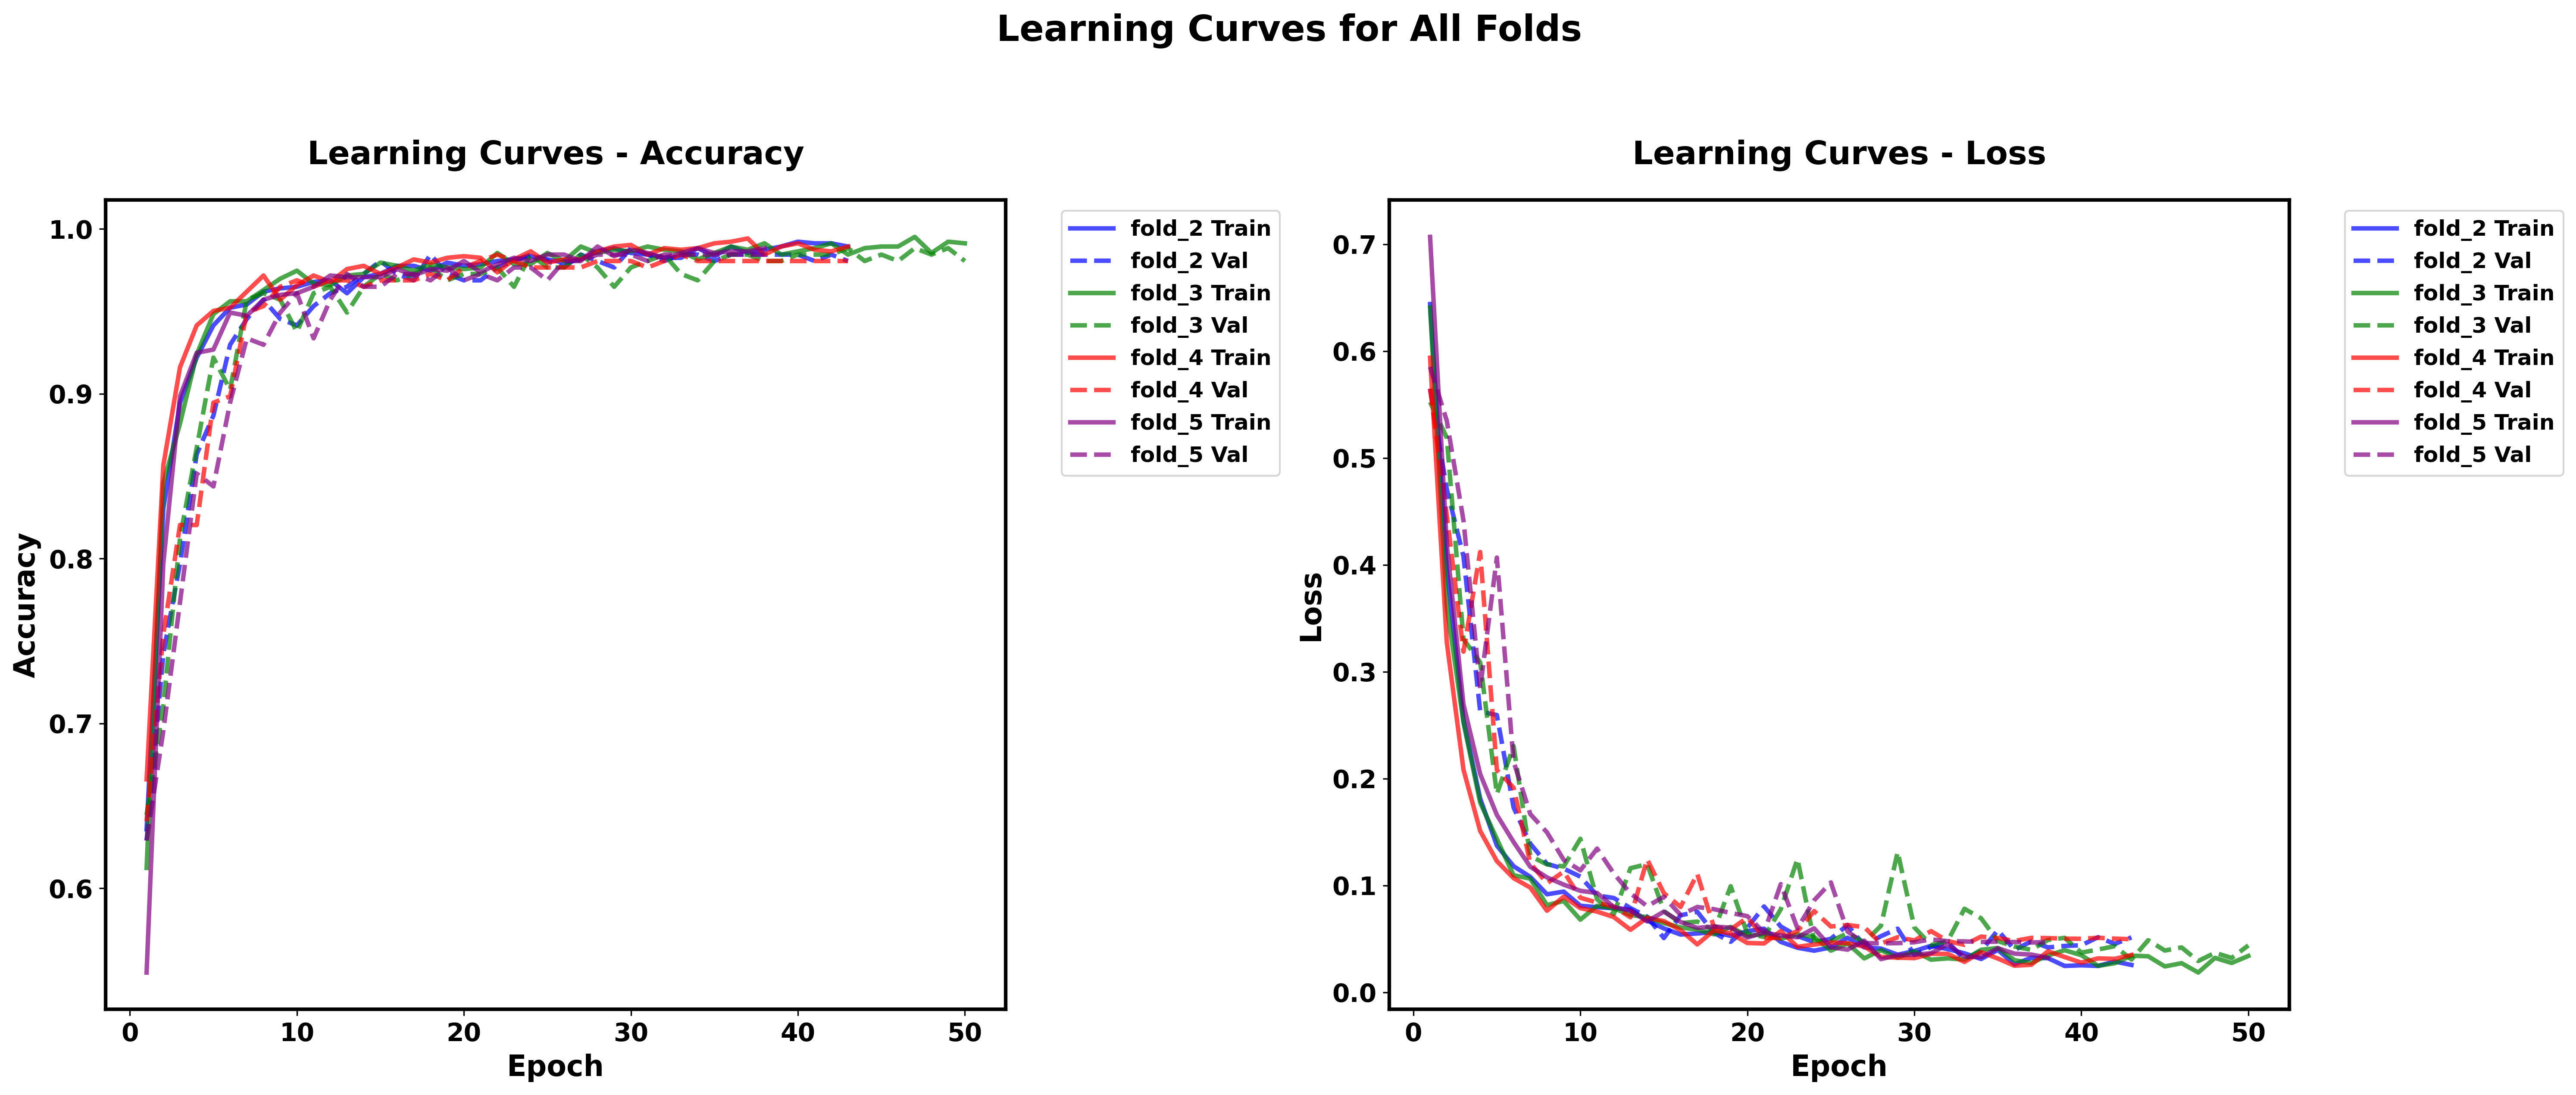 Learning Curves for All Folds
Learning Curves - Accuracy
1.0
0.9
0.8
0.7
0.6
Accuracy
0
10
20
30
40
50
Epoch
fold_2 Train
fold_2 Val
fold_3 Train
fold_3 Val
fold_4 Train
fold_4 Val
fold_5 Train
fold_5 Val
Learning Curves - Loss
0.7
0.6
0.5
0.4
0.3
0.2
0.1
0.0
Loss
0
10
20
30
40
50
Epoch
fold_2 Train
fold_2 Val
fold_3 Train
fold_3 Val
fold_4 Train
fold_4 Val
fold_5 Train
fold_5 Val